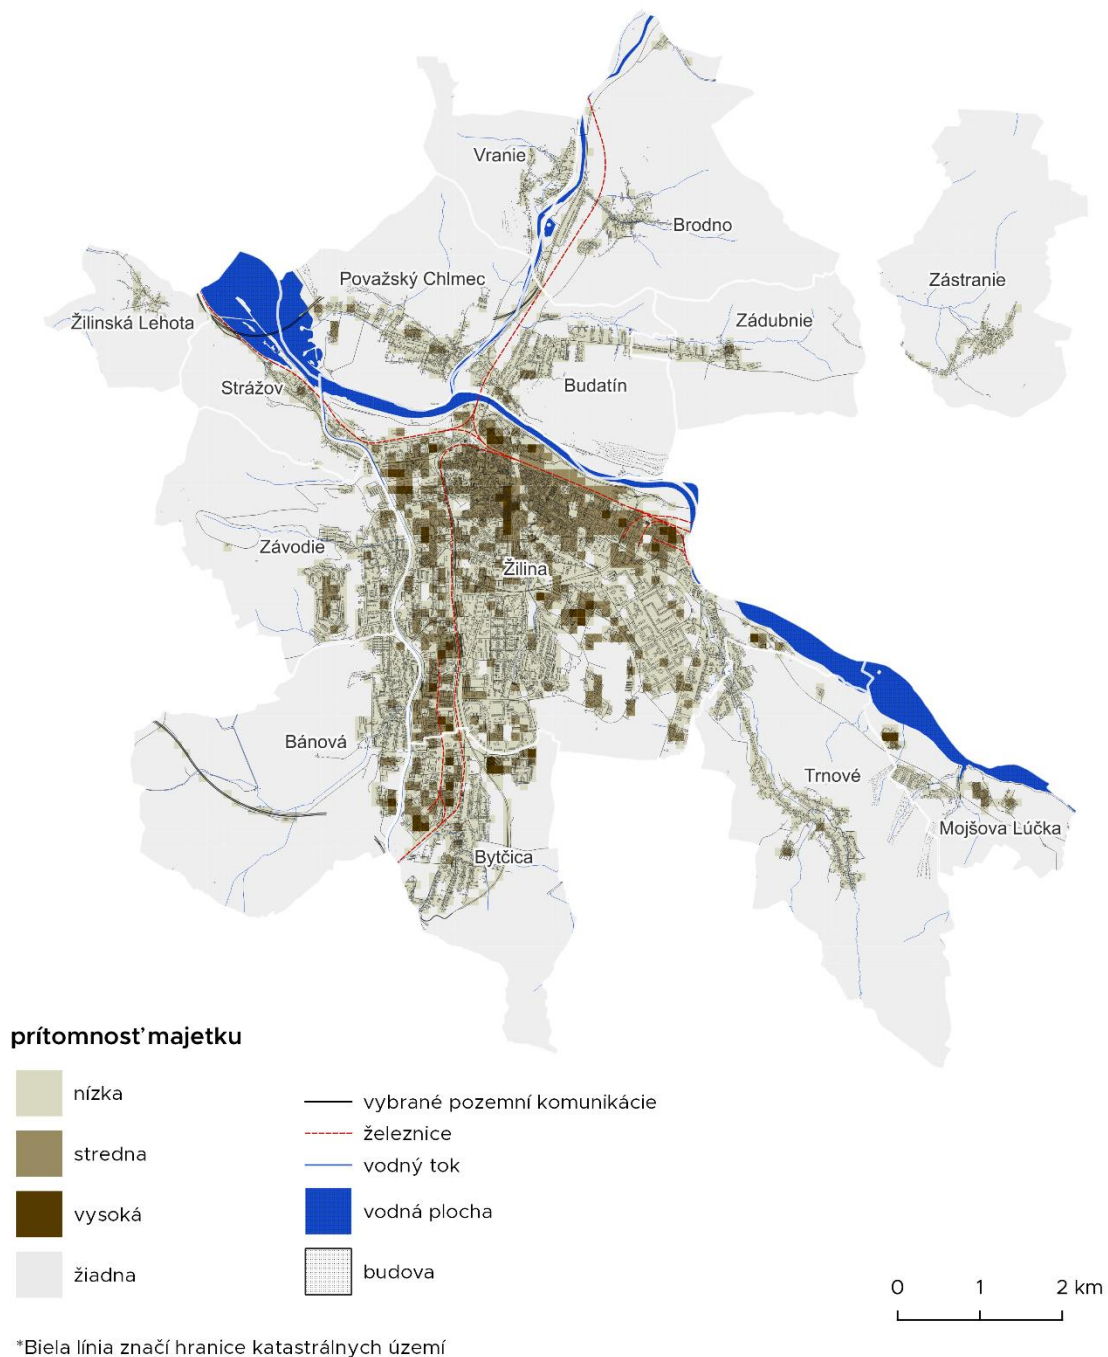 Vranie
Brodno
Považský Chlmec
Zástranie
Žilinská Lehota
Zádubnie
Strážov
Budatín
Závodie
Žilina
Bánová
Trnové
Mojšova Lúčka
Bytčica
prítomnosť majetku
nízka
stredna
vysoká
žiadna
vybrané pozemní komunikácie
železnice
vodný tok
vodná plocha
budova
0 1 2 km
*Biela línia značí hranice katastrálnych území